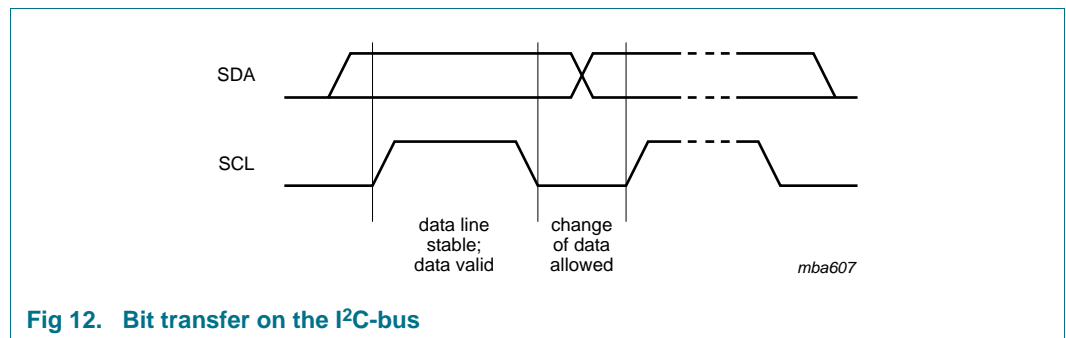 SDA
SCL
data line
stable;
data valid
change
of data
allowed
mba607
Fig 12. Bit transfer on the I²C-bus